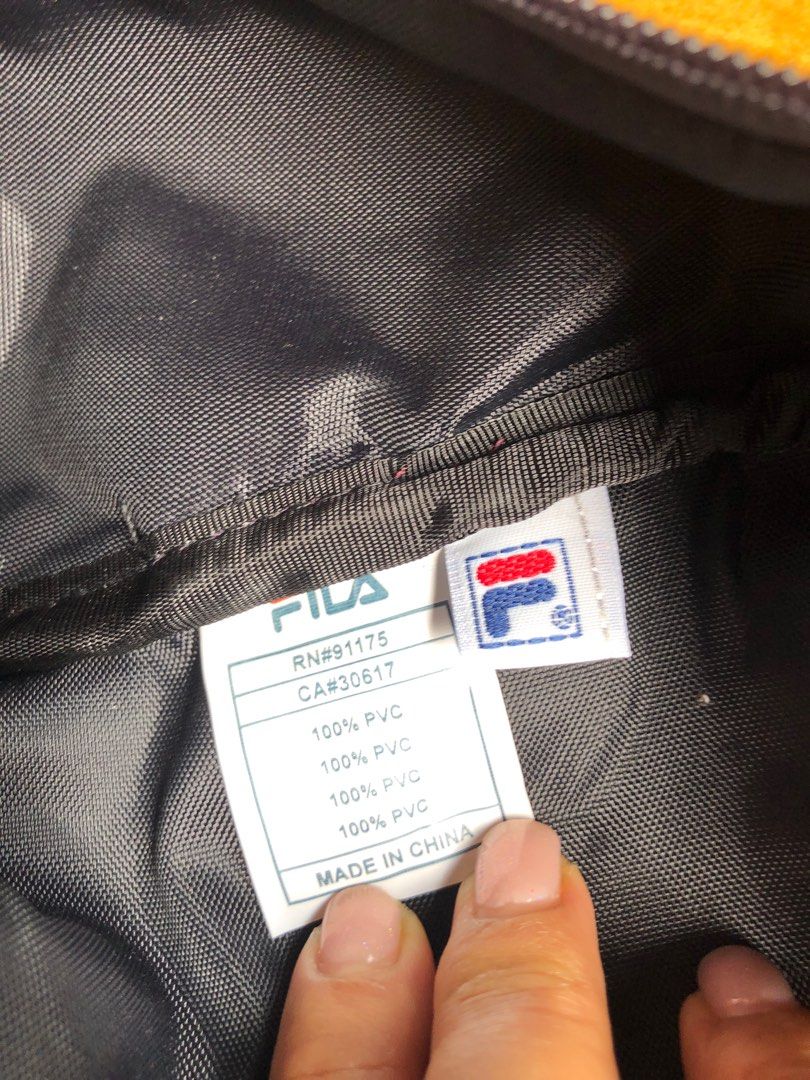 FILA
RN#91175
CA#30617
100% PVC
100% PVC
100% PVC
100% PVC
MADE IN CHINA
F